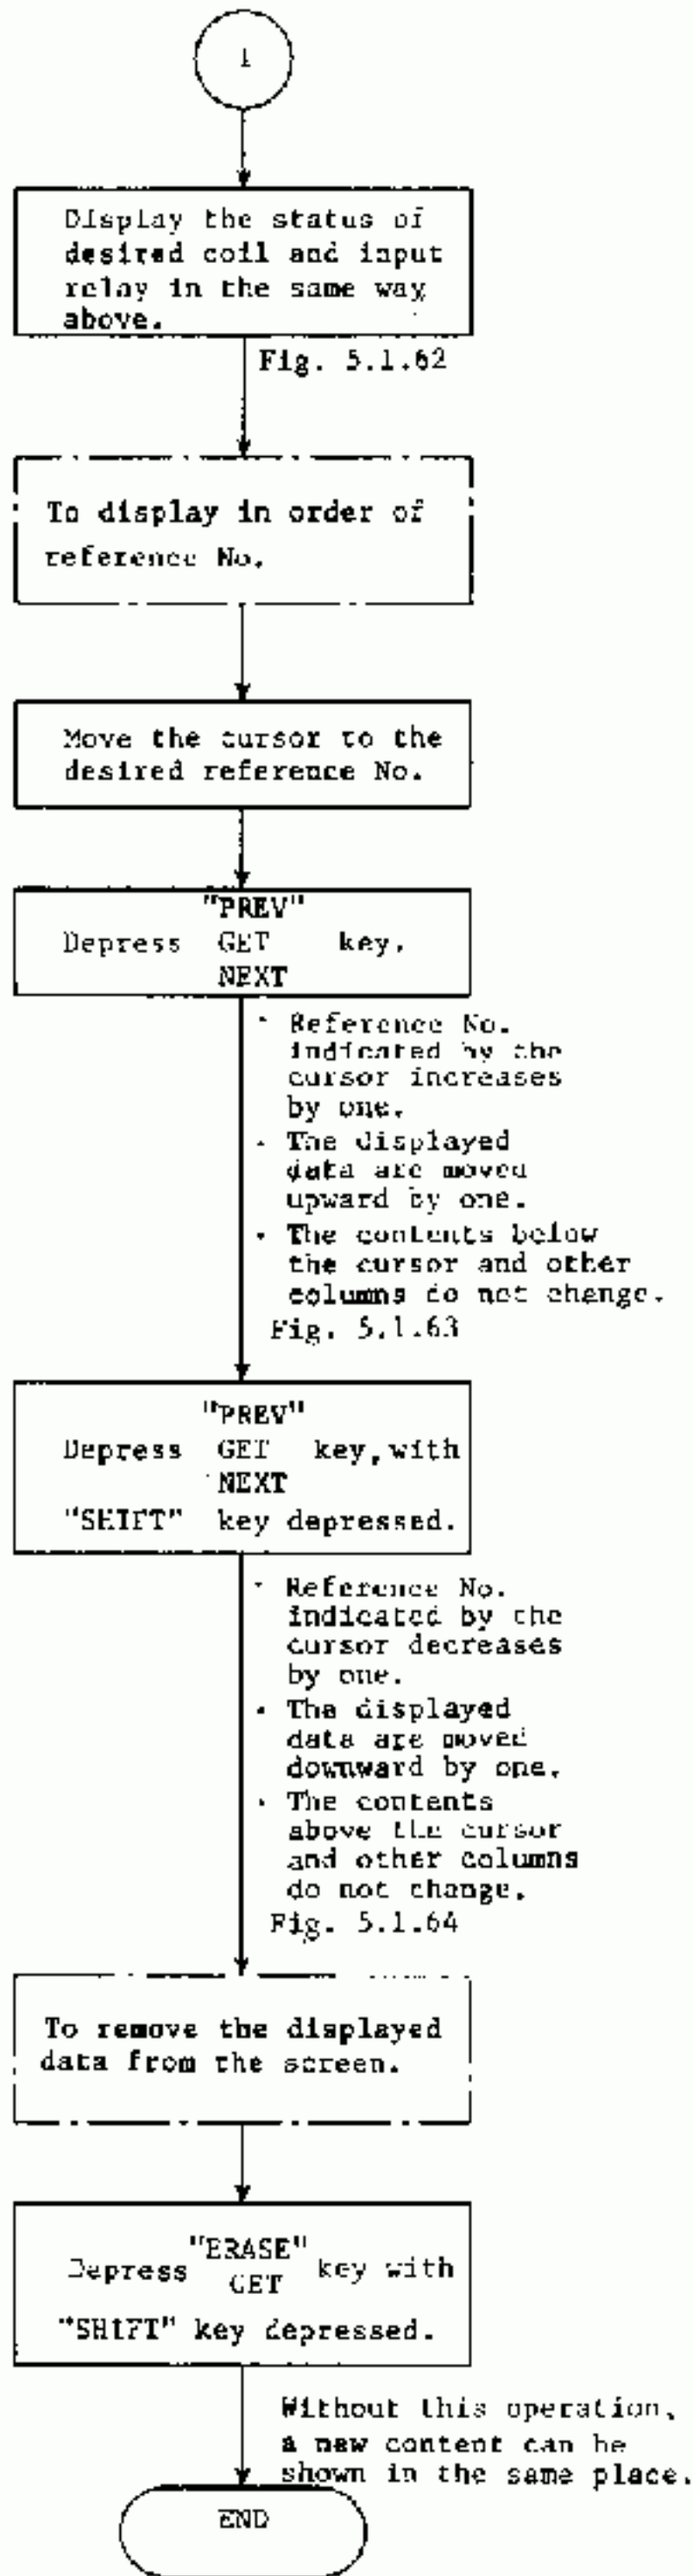 1
Display the status of
desired coil and input
relay in the same way
above.
Fig. 5.1.62
To display in order of
reference No.
Move the cursor to the
desired reference No.
"PREV"
Depress GET key.
NEXT
· Reference No.
indicated by the
cursor increases
by one.
· The displayed
data are moved
upward by one.
· The contents below
the cursor and other
columns do not change.
Fig. 5.1.63
"PREV"
Depress GET key, with
NEXT
"SHIFT" key depressed.
· Reference No.
indicated by the
cursor decreases
by one.
· The displayed
data are moved
downward by one.
· The contents
above the cursor
and other columns
do not change.
Fig. 5.1.64
To remove the displayed
data from the screen.
"ERASE"
Depress GET key with
"SHIFT" key depressed.
Without this operation,
a new content can be
shown in the same place.
END